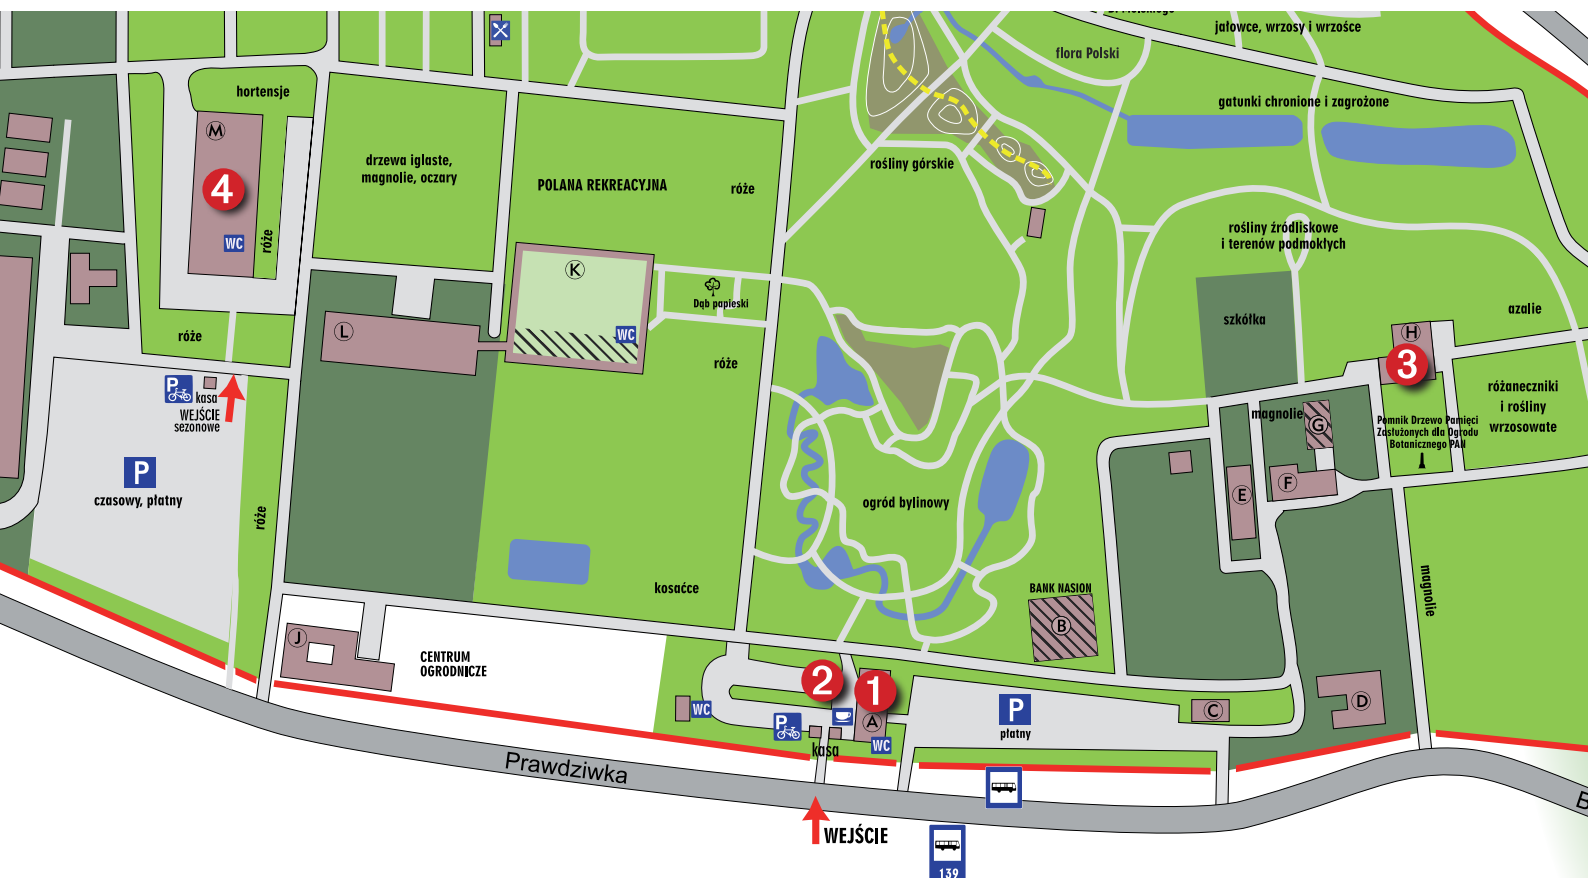 jałowce, wrzosy i wrzośce
flora Polski
hortensje
gatunki chronione i zagrożone
M
drzewa iglaste,
magnolie, oczary
rośliny górskie
POLANA REKREACYJNA
róże
4
WC
róże
rośliny źródliskowe
i terenów podmokłych
K
Dąb papieski
azalie
szkółka
L
WC
H
róże
róże
3
P
kasa
WEJŚCIE
sezonowe
różaneczniki
i rośliny
wrzosowate
magnolie
G
Pomnik Drzewo Pamięci
Zasłużonych dla Ogrodu
Botanicznego PAN
P
czasowy, płatny
F
E
ogród bylinowy
róże
kosaćce
BANK NASION
B
magnolie
J
CENTRUM
OGRODNICZE
2
1
WC
P
płatny
C
D
P
A
kasa
WC
Prawdziwka
B
WEJŚCIE
139